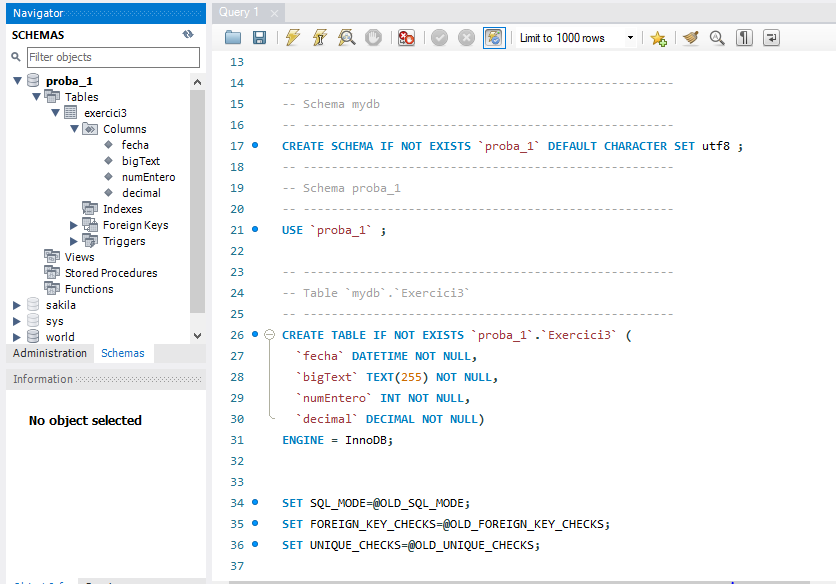 Navigator
SCHEMAS
Filter objects
proba_1
Tables
exercici3
Columns
fecha
bigText
numEntero
decimal
Indexes
Foreign Keys
Triggers
Views
Stored Procedures
Functions
sakila
sys
world
Administration Schemas
Information
No object selected
Query 1
Limit to 1000 rows
13
14 -- -----------------------------------------------------
15 -- Schema mydb
16 -- -----------------------------------------------------
17 CREATE SCHEMA IF NOT EXISTS `proba_1` DEFAULT CHARACTER SET utf8 ;
18 -- -----------------------------------------------------
19 -- Schema proba_1
20 -- -----------------------------------------------------
21 USE `proba_1` ;
22
23 -- -----------------------------------------------------
24 -- Table `mydb`.`Exercici3`
25 -- -----------------------------------------------------
26 CREATE TABLE IF NOT EXISTS `proba_1`.`Exercici3` (
27 `fecha` DATETIME NOT NULL,
28 `bigText` TEXT(255) NOT NULL,
29 `numEntero` INT NOT NULL,
30 `decimal` DECIMAL NOT NULL)
31 ENGINE = InnoDB;
32
33
34 SET SQL_MODE=@OLD_SQL_MODE;
35 SET FOREIGN_KEY_CHECKS=@OLD_FOREIGN_KEY_CHECKS;
36 SET UNIQUE_CHECKS=@OLD_UNIQUE_CHECKS;
37